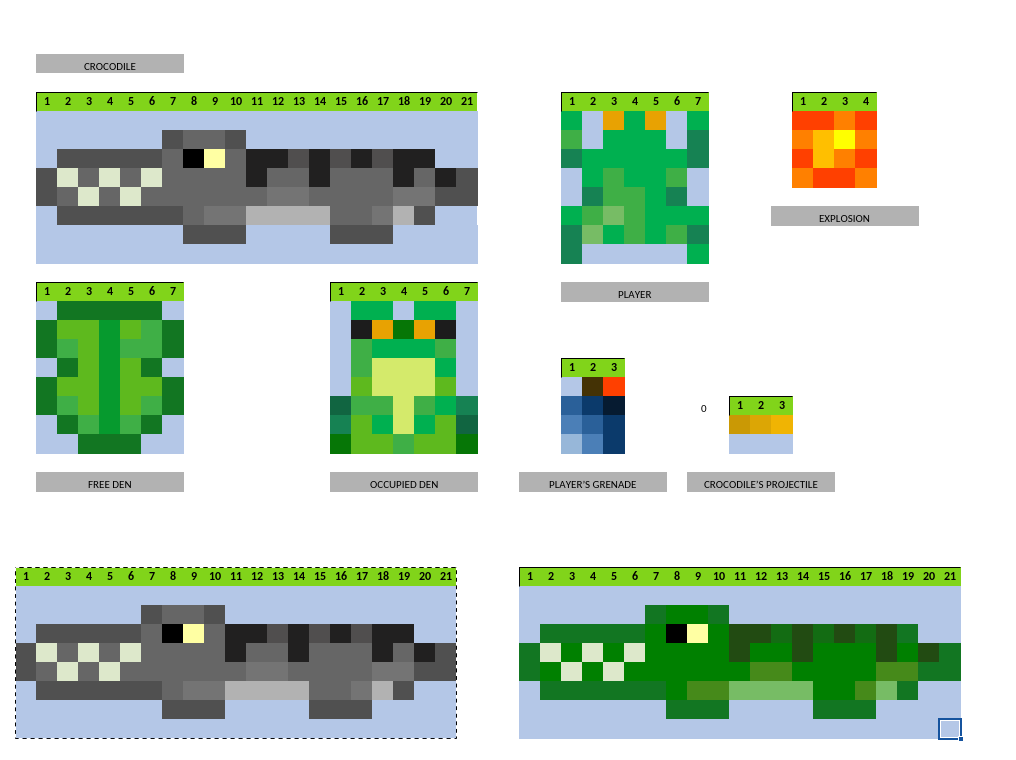 CROCODILE
1 2 3 4 5 6 7 8 9 10 11 12 13 14 15 16 17 18 19 20 21
1 2 3 4 5 6 7
1 2 3 4
EXPLOSION
1 2 3 4 5 6 7
1 2 3 4 5 6 7
PLAYER
1 2 3
0
1 2 3
FREE DEN
OCCUPIED DEN
PLAYER'S GRENADE
CROCODILE'S PROJECTILE
1 2 3 4 5 6 7 8 9 10 11 12 13 14 15 16 17 18 19 20 21
1 2 3 4 5 6 7 8 9 10 11 12 13 14 15 16 17 18 19 20 21